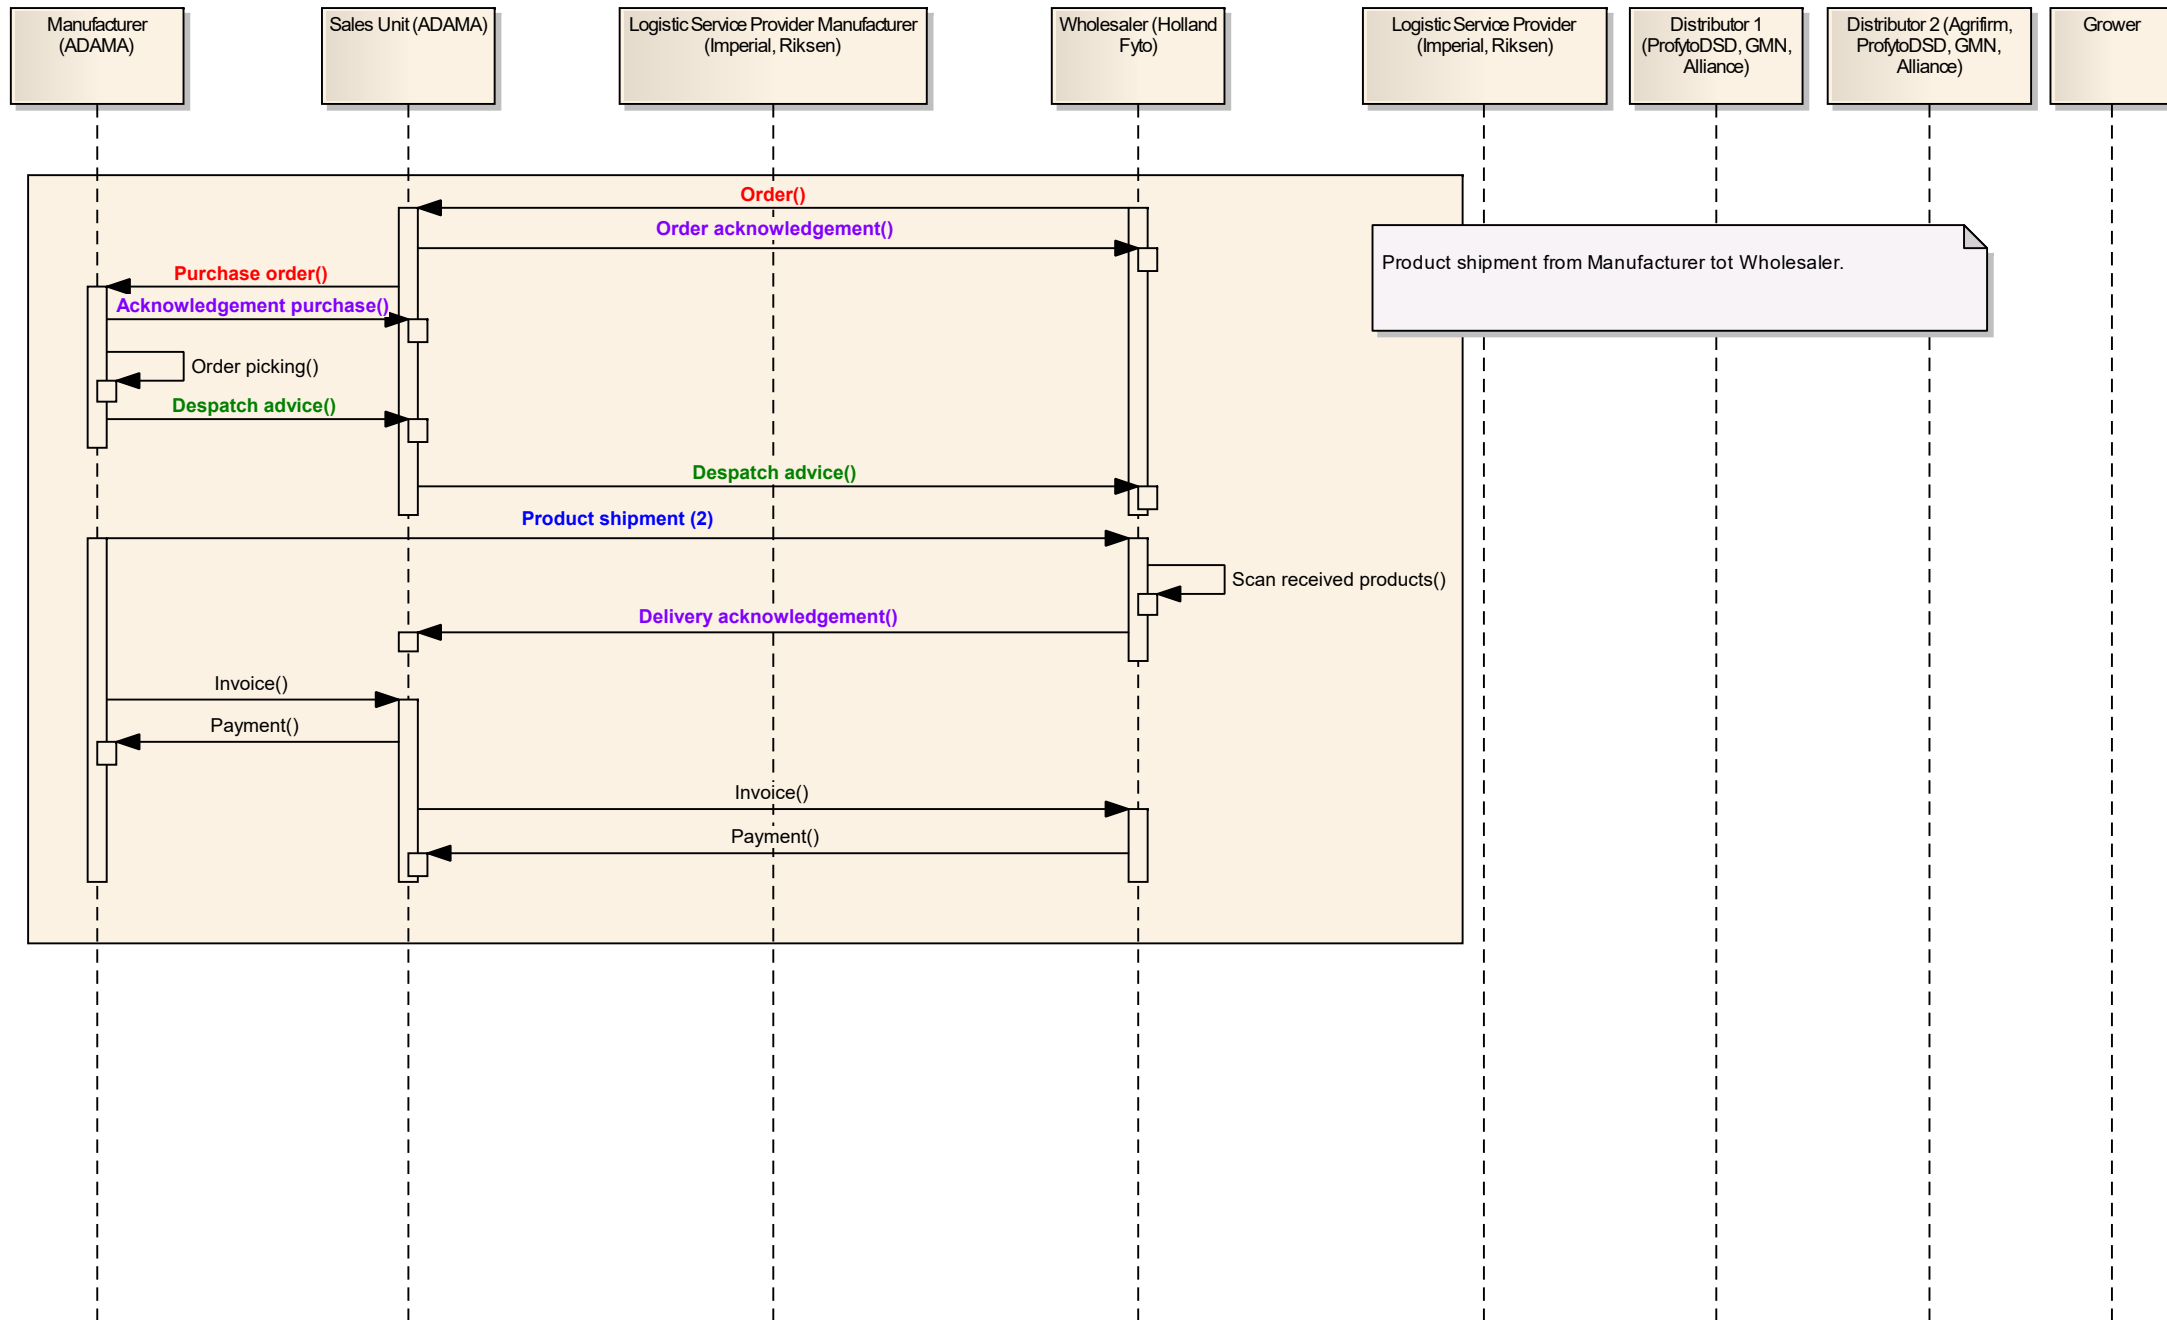 Manufacturer
(ADAMA)
Sales Unit (ADAMA)
Logistic Service Provider Manufacturer
(Imperial, Riksen)
Wholesaler (Holland
Fyto)
Logistic Service Provider
(Imperial, Riksen)
Distributor 1
(ProfytoDSD, GMN,
Alliance)
Distributor 2 (Agrifirm,
ProfytoDSD, GMN,
Alliance)
Grower
Order()
Order acknowledgement()
Product shipment from Manufacturer tot Wholesaler.
Purchase order()
Acknowledgement purchase()
Order picking()
Despatch advice()
Despatch advice()
Product shipment (2)
Scan received products()
Delivery acknowledgement()
Invoice()
Payment()
Invoice()
Payment()